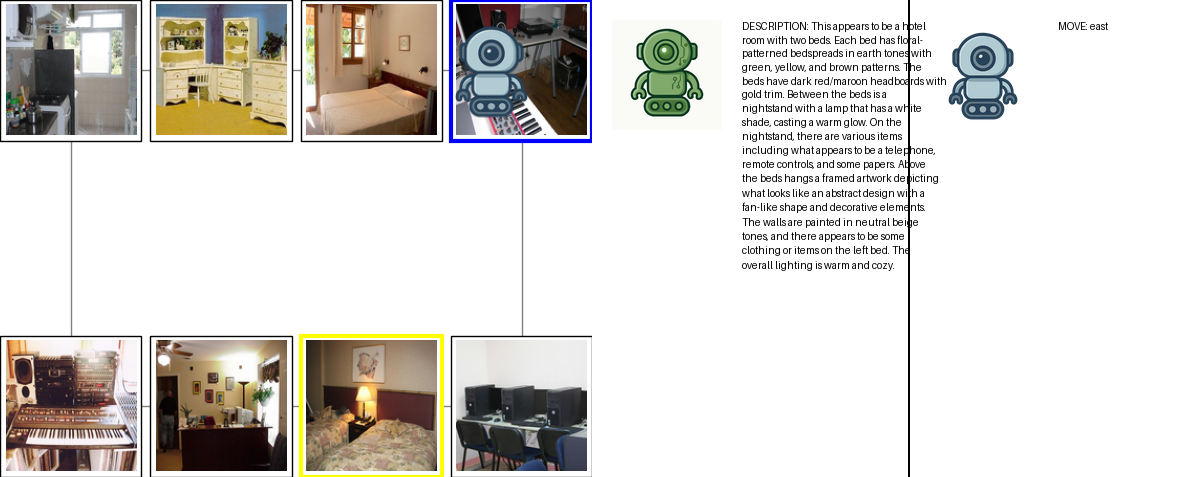 DESCRIPTION: This appears to be a hotel
room with two beds. Each bed has floral-
patterned bedspreads in earth tones with
green, yellow, and brown patterns. The
beds have dark red/maroon headboards with
gold trim. Between the beds is a
nightstand with a lamp that has a white
shade, casting a warm glow. On the
nightstand, there are various items
including what appears to be a telephone,
remote controls, and some papers. Above
the beds hangs a framed artwork depicting
what looks like an abstract design with a
fan-like shape and decorative elements.
The walls are painted in neutral beige
tones, and there appears to be some
clothing or items on the left bed. The
overall lighting is warm and cozy.
MOVE: east